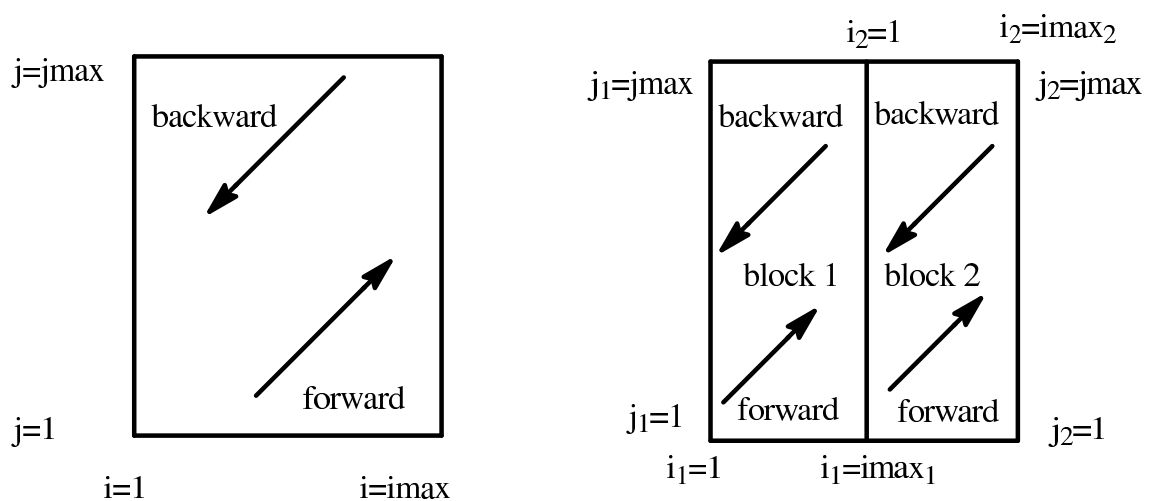 j=jmax
backward
forward
j=1
i=1
i=imax
i₂=1
i₂=imax₂
j₁=jmax
j₂=jmax
backward
backward
block 1
block 2
j₁=1
forward
forward
j₂=1
i₁=1
i₁=imax₁